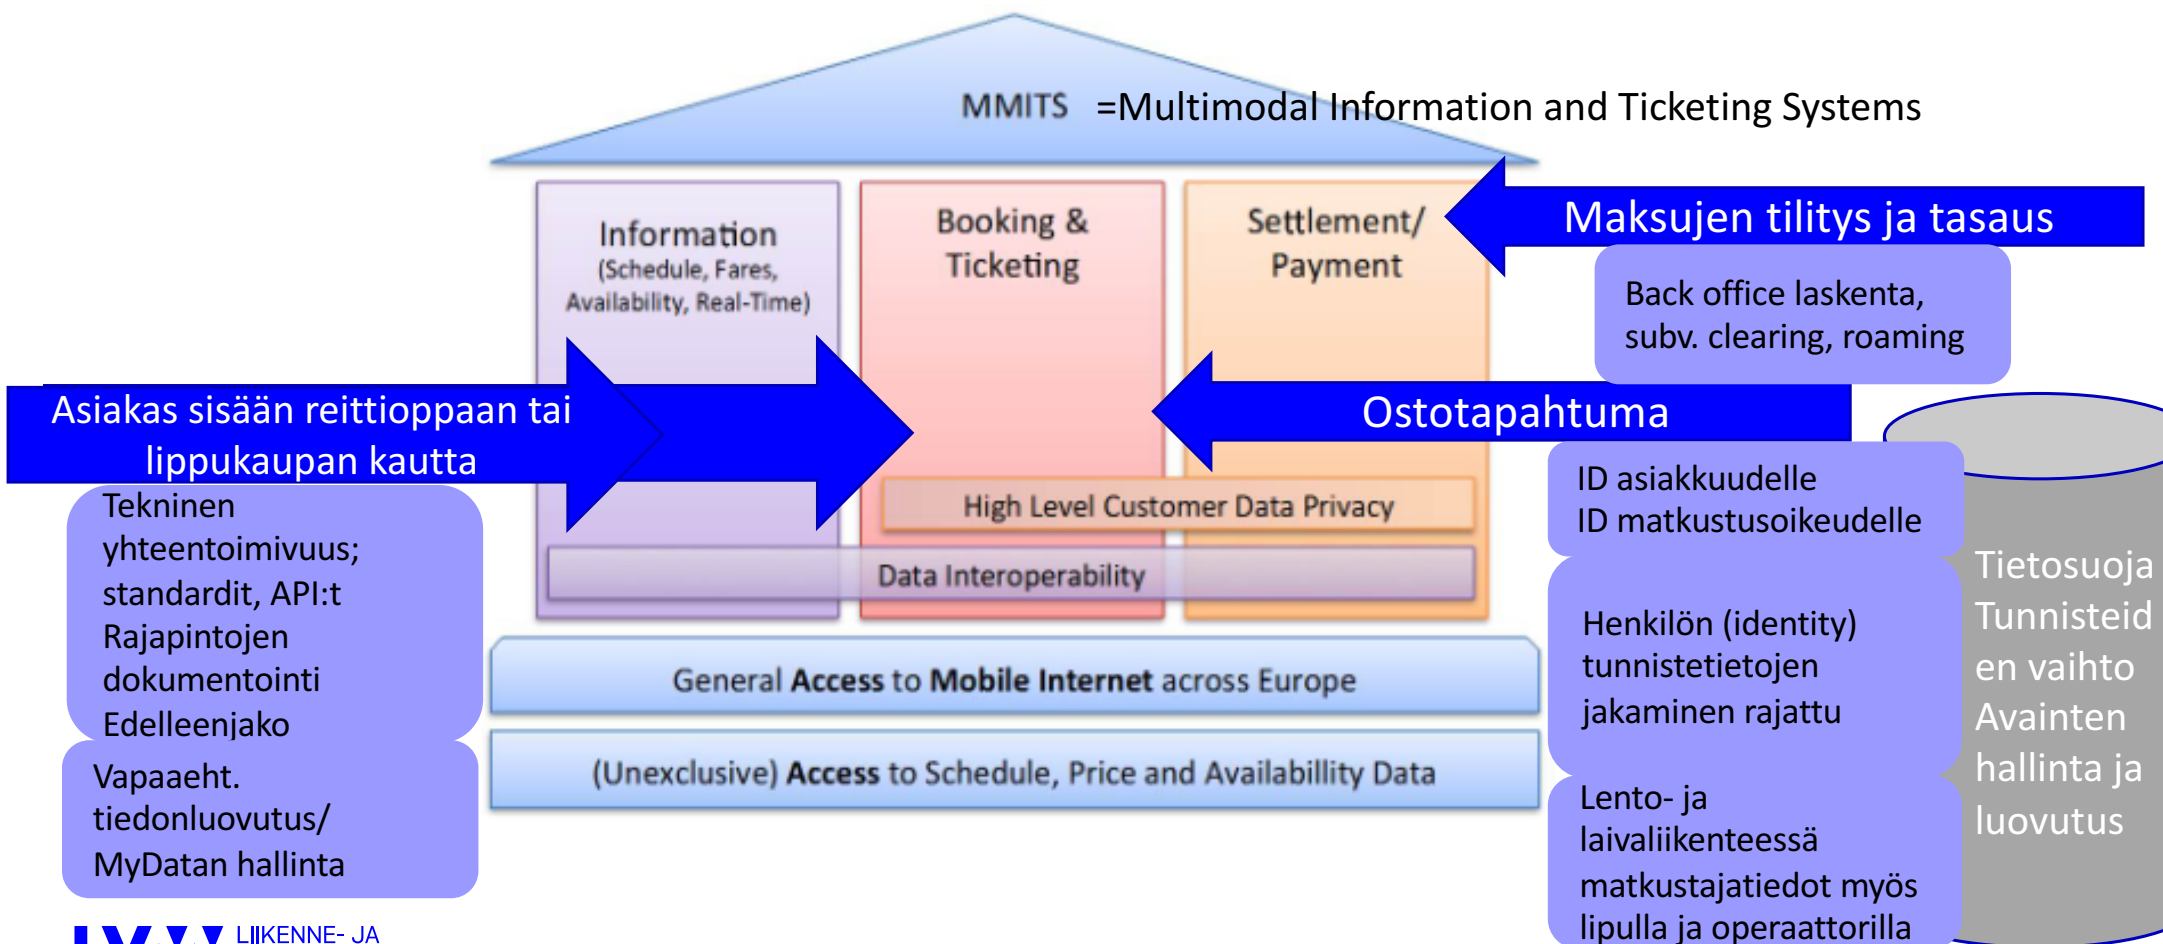 MMITS =Multimodal Information and Ticketing Systems
Information
(Schedule, Fares,
Availability, Real-Time)
Booking &
Ticketing
Settlement/
Payment
Maksujen tilitys ja tasaus
Back office laskenta,
subv. clearing, roaming
Asiakas sisään reittioppaan tai
lippukaupan kautta
Ostotapahtuma
Tekninen
yhteentoimivuus;
standardit, API:t
Rajapintojen
dokumentointi
Edelleenjako
Vapaaeht.
tiedonluovutus/
MyDatan hallinta
High Level Customer Data Privacy
Data Interoperability
General Access to Mobile Internet across Europe
(Unexclusive) Access to Schedule, Price and Availabillity Data
ID asiakkuudelle
ID matkustusoikeudelle
Henkilön (identity)
tunnistetietojen
jakaminen rajattu
Lento- ja
laivaliikenteessä
matkustajatiedot myös
lipulla ja operaattorilla
Tietosuoja
Tunnisteid
en vaihto
Avainten
hallinta ja
luovutus
LIIKENNE- JA